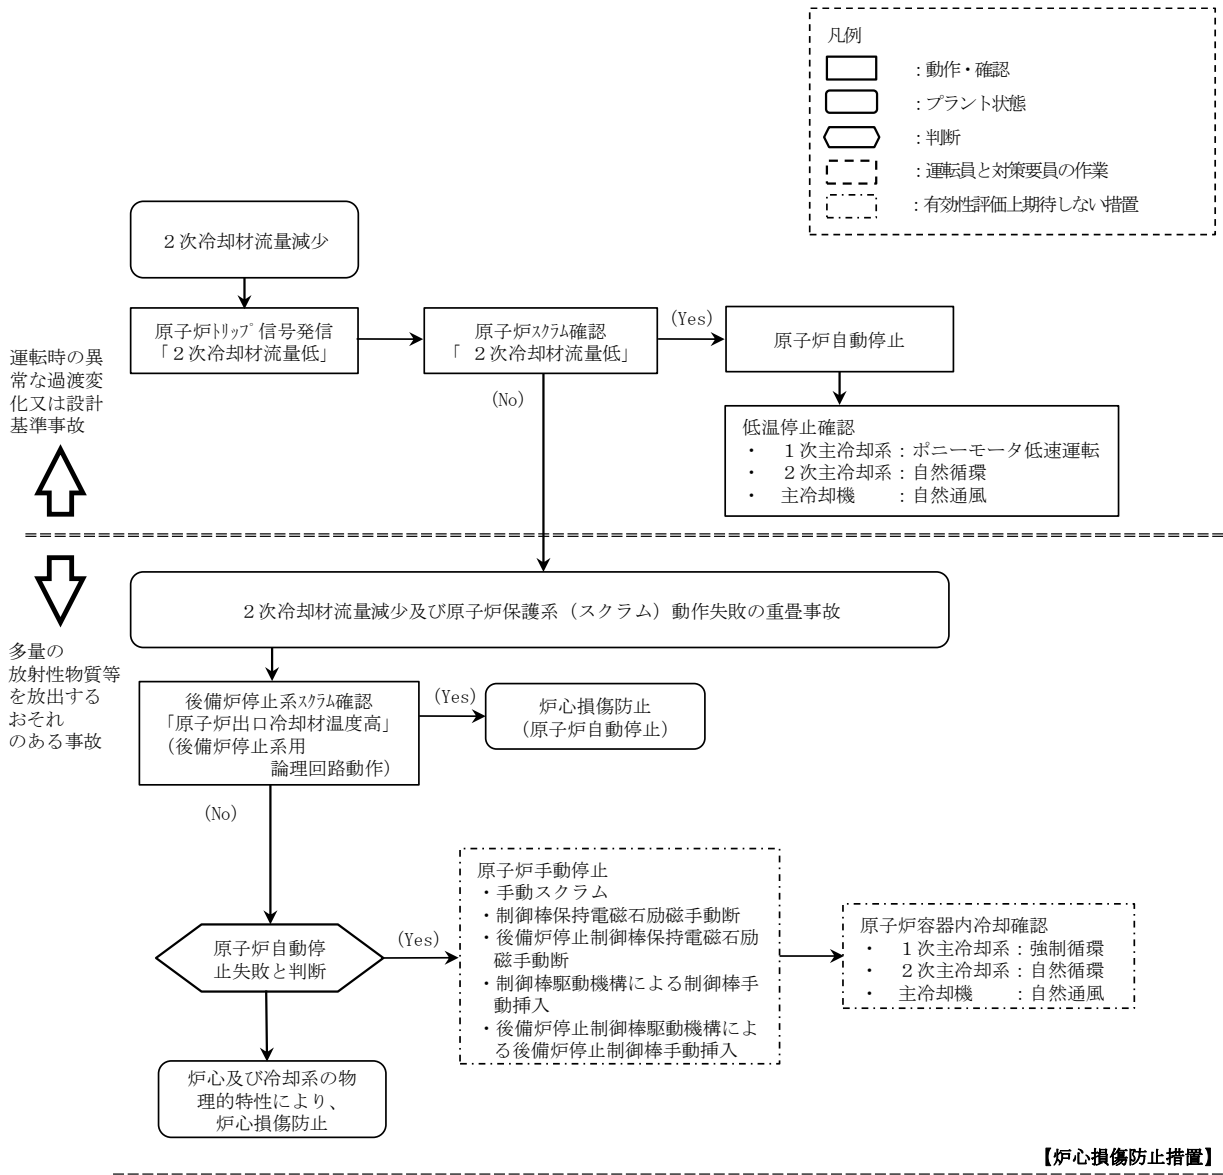 凡例
：動作・確認
：プラント状態
：判断
：運転員と対策要員の作業
：有効性評価上期待しない措置
２次冷却材流量減少
原子炉ﾄﾘｯﾌﾟ信号発信
「２次冷却材流量低」
原子炉ｽｸﾗﾑ確認
「２次冷却材流量低」
(Yes)
原子炉自動停止
(No)
運転時の異
常な過渡変
化又は設計
基準事故
低温停止確認
・ １次主冷却系：ポニーモータ低速運転
・ ２次主冷却系：自然循環
・ 主冷却機 ：自然通風
２次冷却材流量減少及び原子炉保護系（スクラム）動作失敗の重畳事故
多量の
放射性物質等
を放出する
おそれ
のある事故
後備炉停止系ｽｸﾗﾑ確認
「原子炉出口冷却材温度高」
（後備炉停止系用
論理回路動作）
(Yes)
炉心損傷防止
（原子炉自動停止）
(No)
原子炉自動停
止失敗と判断
(Yes)
原子炉手動停止
・手動スクラム
・制御棒保持電磁石励磁手動断
・後備炉停止制御棒保持電磁石励
磁手動断
・制御棒駆動機構による制御棒手
動挿入
・後備炉停止制御棒駆動機構によ
る後備炉停止制御棒手動挿入
原子炉容器内冷却確認
・ １次主冷却系：強制循環
・ ２次主冷却系：自然循環
・ 主冷却機 ：自然通風
炉心及び冷却系の物
理的特性により、
炉心損傷防止
【炉心損傷防止措置】